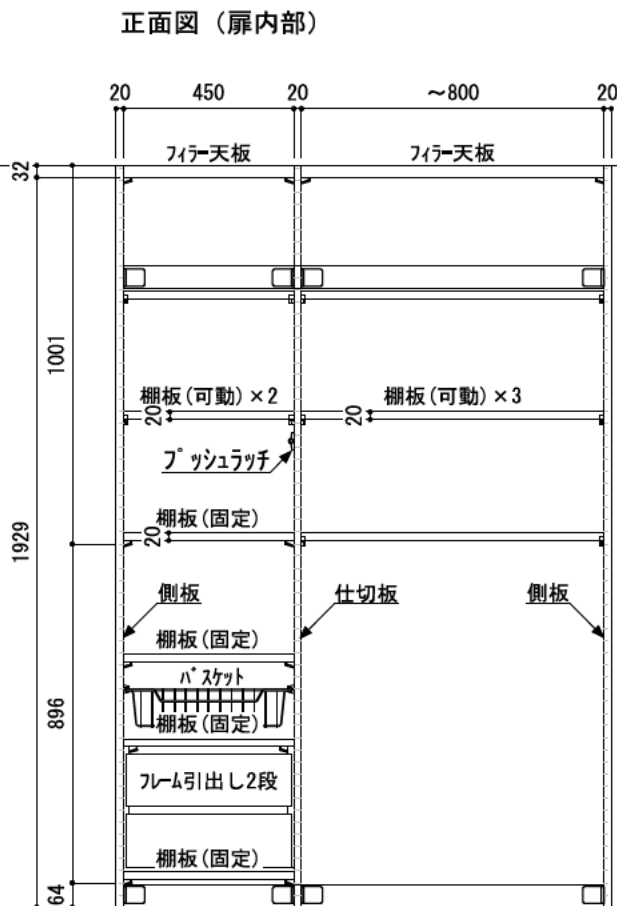 正面図（扉内部）
20 450 20 ～800 20
ﾌｨﾗｰ天板 ﾌｨﾗｰ天板
32
1001
棚板(可動)×2 棚板(可動)×3
20 20
ﾌﾟｯｼｭﾗｯﾁ
棚板(固定)
20
1929
側板 仕切板 側板
棚板(固定)
ﾊﾞｽｹｯﾄ
896
棚板(固定)
ﾌﾚｰﾑ引出し2段
棚板(固定)
64